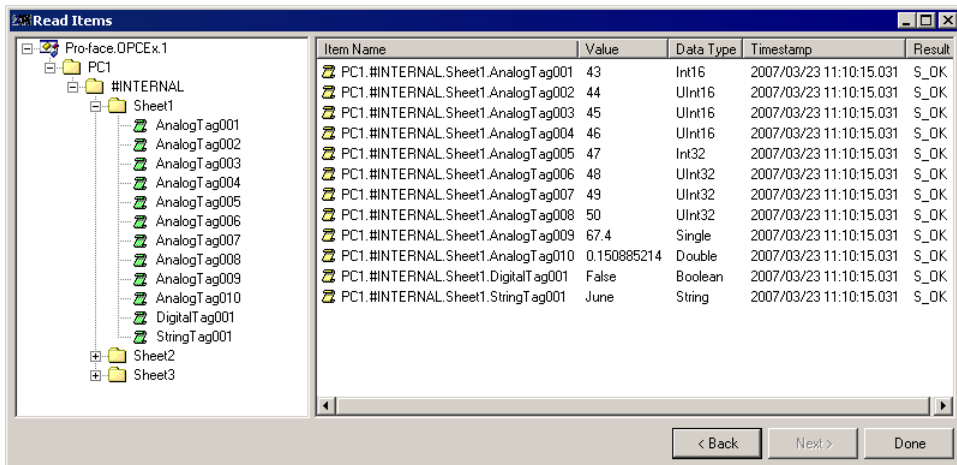 Read Items
Pro-face.OPCEx.1
PC1
#INTERNAL
Sheet1
AnalogTag001
AnalogTag002
AnalogTag003
AnalogTag004
AnalogTag005
AnalogTag006
AnalogTag007
AnalogTag008
AnalogTag009
AnalogTag010
DigitalTag001
StringTag001
Sheet2
Sheet3
Item Name Value Data Type Timestamp Result
PC1.#INTERNAL.Sheet1.AnalogTag001 43 Int16 2007/03/23 11:10:15.031 S_OK
PC1.#INTERNAL.Sheet1.AnalogTag002 44 UInt16 2007/03/23 11:10:15.031 S_OK
PC1.#INTERNAL.Sheet1.AnalogTag003 45 UInt16 2007/03/23 11:10:15.031 S_OK
PC1.#INTERNAL.Sheet1.AnalogTag004 46 UInt16 2007/03/23 11:10:15.031 S_OK
PC1.#INTERNAL.Sheet1.AnalogTag005 47 Int32 2007/03/23 11:10:15.031 S_OK
PC1.#INTERNAL.Sheet1.AnalogTag006 48 UInt32 2007/03/23 11:10:15.031 S_OK
PC1.#INTERNAL.Sheet1.AnalogTag007 49 UInt32 2007/03/23 11:10:15.031 S_OK
PC1.#INTERNAL.Sheet1.AnalogTag008 50 UInt32 2007/03/23 11:10:15.031 S_OK
PC1.#INTERNAL.Sheet1.AnalogTag009 67.4 Single 2007/03/23 11:10:15.031 S_OK
PC1.#INTERNAL.Sheet1.AnalogTag010 0.150885214 Double 2007/03/23 11:10:15.031 S_OK
PC1.#INTERNAL.Sheet1.DigitalTag001 False Boolean 2007/03/23 11:10:15.031 S_OK
PC1.#INTERNAL.Sheet1.StringTag001 June String 2007/03/23 11:10:15.031 S_OK
< Back Next > Done